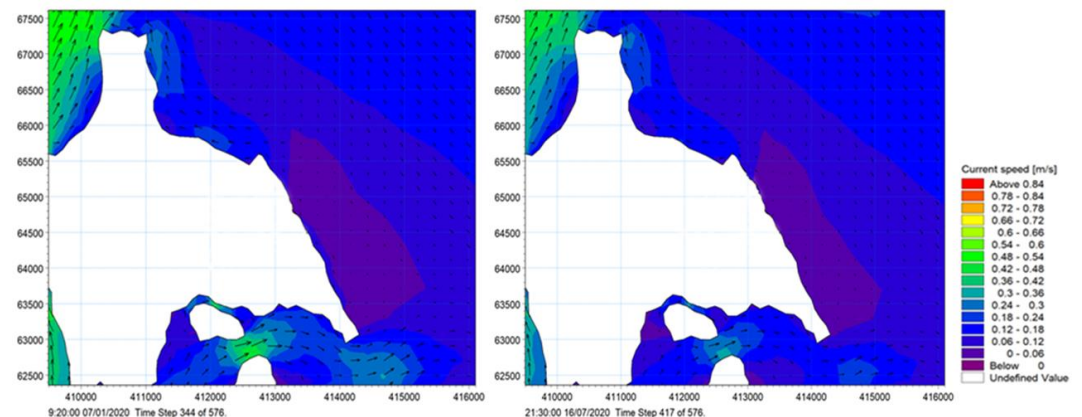 67500
67000
66500
66000
65500
65000
64500
64000
63500
63000
62500
410000 411000 412000 413000 414000 415000 416000
9:20:00 07/01/2020 Time Step 344 of 576.
67500
67000
66500
66000
65500
65000
64500
64000
63500
63000
62500
410000 411000 412000 413000 414000 415000 416000
21:30:00 16/07/2020 Time Step 417 of 576.
Current speed [m/s]
Above 0.84
0.78 - 0.84
0.72 - 0.78
0.66 - 0.72
0.6 - 0.66
0.54 - 0.6
0.48 - 0.54
0.42 - 0.48
0.36 - 0.42
0.3 - 0.36
0.24 - 0.3
0.18 - 0.24
0.12 - 0.18
0.06 - 0.12
0 - 0.06
Below 0
Undefined Value